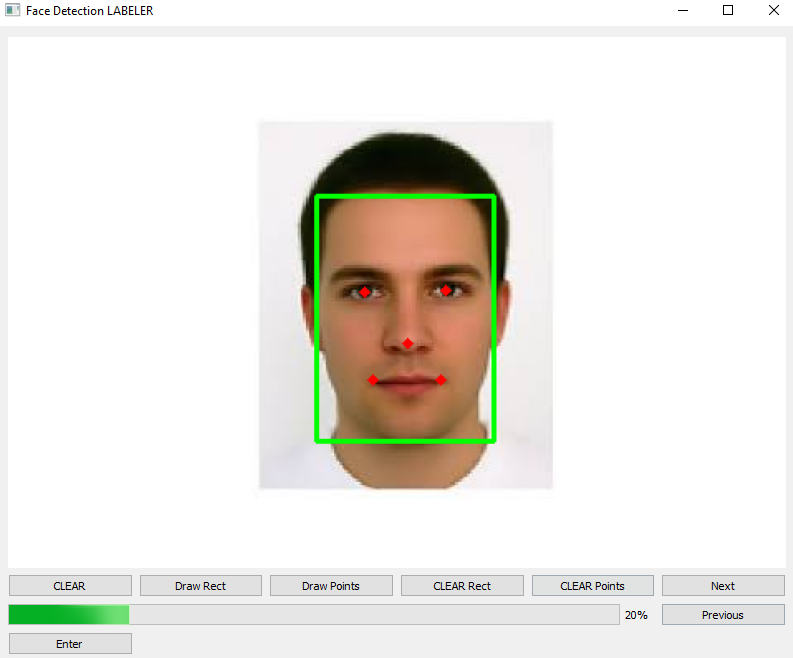 Face Detection LABELER
CLEAR
Draw Rect
Draw Points
CLEAR Rect
CLEAR Points
Next
20%
Previous
Enter